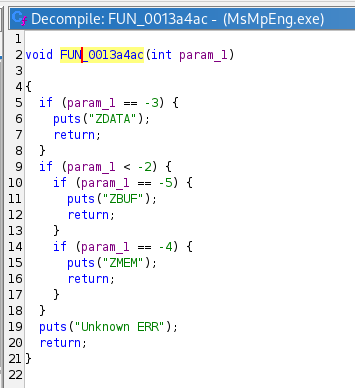 Decompile: FUN_0013a4ac - (MsMpEng.exe)
1
2 void FUN_0013a4ac(int param_1)
3
4 {
5   if (param_1 == -3) {
6     puts("ZDATA");
7     return;
8   }
9   if (param_1 < -2) {
10     if (param_1 == -5) {
11       puts("ZBUF");
12       return;
13     }
14     if (param_1 == -4) {
15       puts("ZMEM");
16       return;
17     }
18   }
19   puts("Unknown ERR");
20   return;
21 }
22